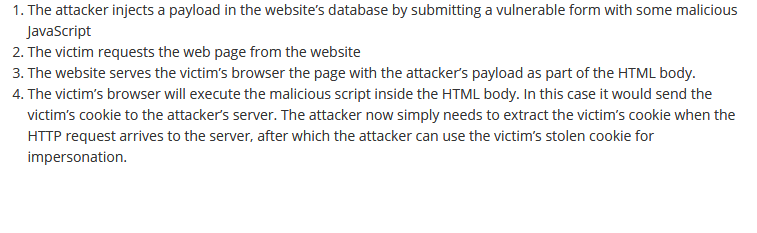 1. The attacker injects a payload in the website’s database by submitting a vulnerable form with some malicious
JavaScript
2. The victim requests the web page from the website
3. The website serves the victim’s browser the page with the attacker’s payload as part of the HTML body.
4. The victim’s browser will execute the malicious script inside the HTML body. In this case it would send the
victim’s cookie to the attacker’s server. The attacker now simply needs to extract the victim’s cookie when the
HTTP request arrives to the server, after which the attacker can use the victim’s stolen cookie for
impersonation.